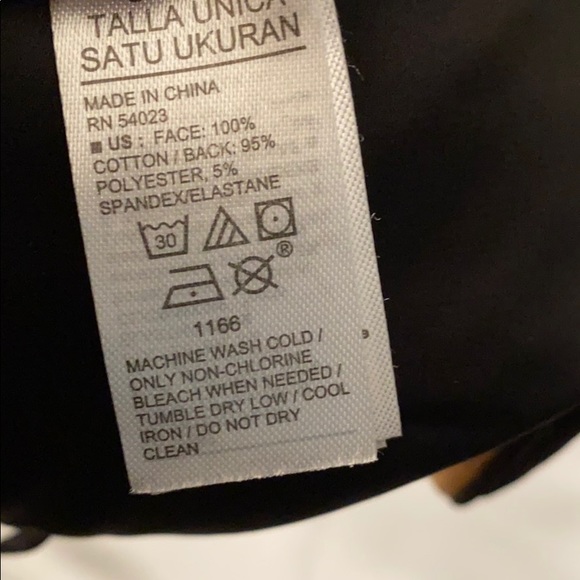 TALLA UNICA
SATU UKURAN
MADE IN CHINA
RN 54023
US : FACE: 100%
COTTON / BACK: 95%
POLYESTER, 5%
SPANDEX/ELASTANE
30
®
1166
MACHINE WASH COLD /
ONLY NON-CHLORINE
BLEACH WHEN NEEDED /
TUMBLE DRY LOW / COOL
IRON / DO NOT DRY
CLEAN